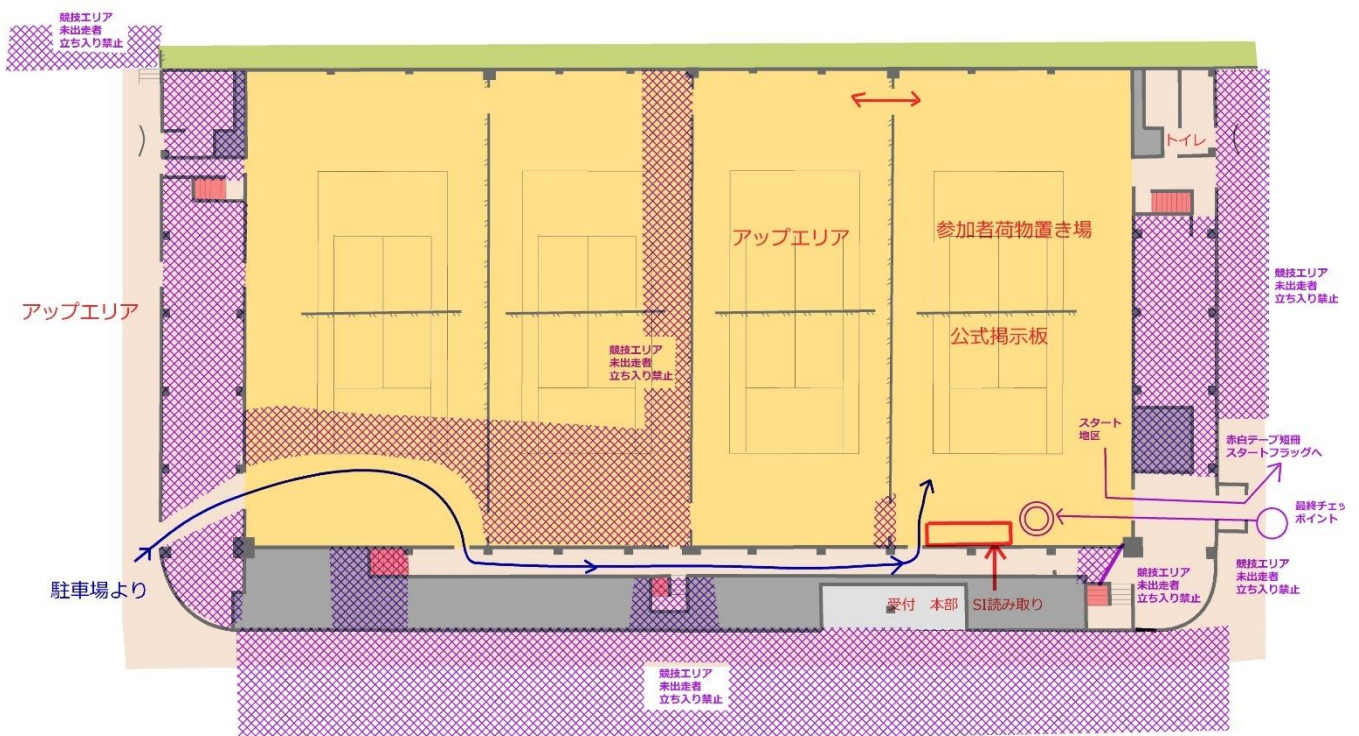 競技エリア
未出走者
立ち入り禁止
トイレ
アップエリア
参加者荷物置き場
アップエリア
競技エリア
未出走者
立ち入り禁止
公式掲示板
競技エリア
未出走者
立ち入り禁止
スタート
地区
赤白テープ短冊
スタートフラッグへ
最終チェッ
ポイント
駐車場より
受付 本部 SI読み取り
競技エリア
未出走者
立ち入り禁止
競技エリア
未出走者
立ち入り禁止
競技エリア
未出走者
立ち入り禁止